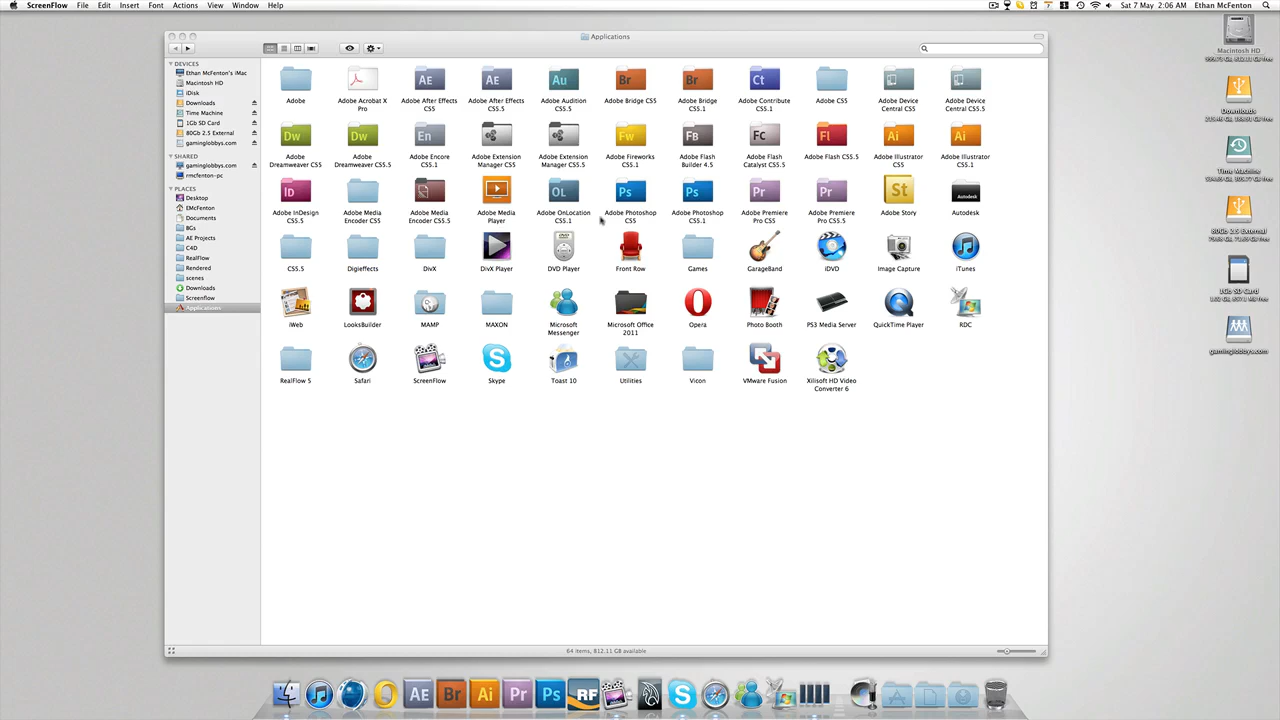 ScreenFlow File Edit Insert Font Actions View Window Help
Sat 7 May 2:06 AM Ethan McFenton
Applications
DEVICES
Ethan McFenton's iMac
Macintosh HD
iDisk
Downloads
Time Machine
1Gb SD Card
80Gb 2.5 External
gaminglobbys.com
SHARED
gaminglobbys.com
rmcfenton-pc
PLACES
Desktop
EMcFenton
Documents
BGs
AE Projects
C4D
RealFlow
Rendered
scenes
Downloads
Screenflow
Applications
Adobe
Adobe Acrobat X
Pro
Adobe After Effects
CS5
Adobe After Effects
CS5.5
Adobe Audition
CS5.5
Adobe Bridge CS5
Adobe Bridge
CS5.1
Adobe Contribute
CS5.1
Adobe CS5
Adobe Device
Central CS5
Adobe Device
Central CS5.5
Adobe
Dreamweaver CS5
Adobe
Dreamweaver CS5.5
Adobe Encore
CS5.1
Adobe Extension
Manager CS5
Adobe Extension
Manager CS5.5
Adobe Fireworks
CS5.1
Adobe Flash
Builder 4.5
Adobe Flash
Catalyst CS5.5
Adobe Flash CS5.5
Adobe Illustrator
CS5
Adobe Illustrator
CS5.1
Adobe InDesign
CS5.5
Adobe Media
Encoder CS5
Adobe Media
Encoder CS5.5
Adobe Media
Player
Adobe OnLocation
CS5.1
Adobe Photoshop
CS5
Adobe Photoshop
CS5.1
Adobe Premiere
Pro CS5
Adobe Premiere
Pro CS5.5
Adobe Story
Autodesk
CS5.5
Digieffects
DivX
DivX Player
DVD Player
Front Row
Games
GarageBand
iDVD
Image Capture
iTunes
iWeb
LooksBuilder
MAMP
MAXON
Microsoft
Messenger
Microsoft Office
2011
Opera
Photo Booth
PS3 Media Server
QuickTime Player
RDC
RealFlow 5
Safari
ScreenFlow
Skype
Toast 10
Utilities
Vicon
VMware Fusion
Xilisoft HD Video
Converter 6
64 items, 812.11 GB available
Macintosh HD
Downloads
Time Machine
80Gb 2.5 External
1Gb SD Card
gaminglobbys.com
AE Br Ai Pr Ps RF